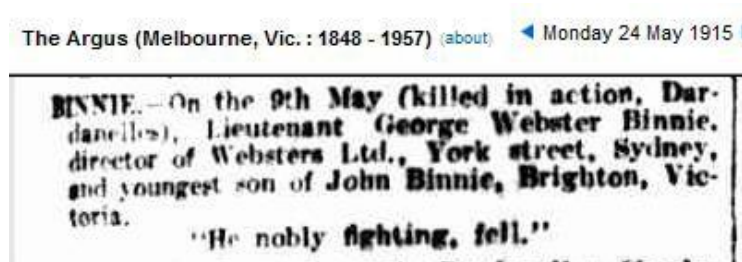 The Argus (Melbourne, Vic. : 1848 - 1957) (about) ◄ Monday 24 May 1915
BINNIE.—On the 9th May (killed in action, Dar-
danelles), Lieutenant George Webster Binnie,
director of Websters Ltd., York street, Sydney,
and youngest son of John Binnie, Brighton, Vic-
toria.
"He nobly fighting, fell."